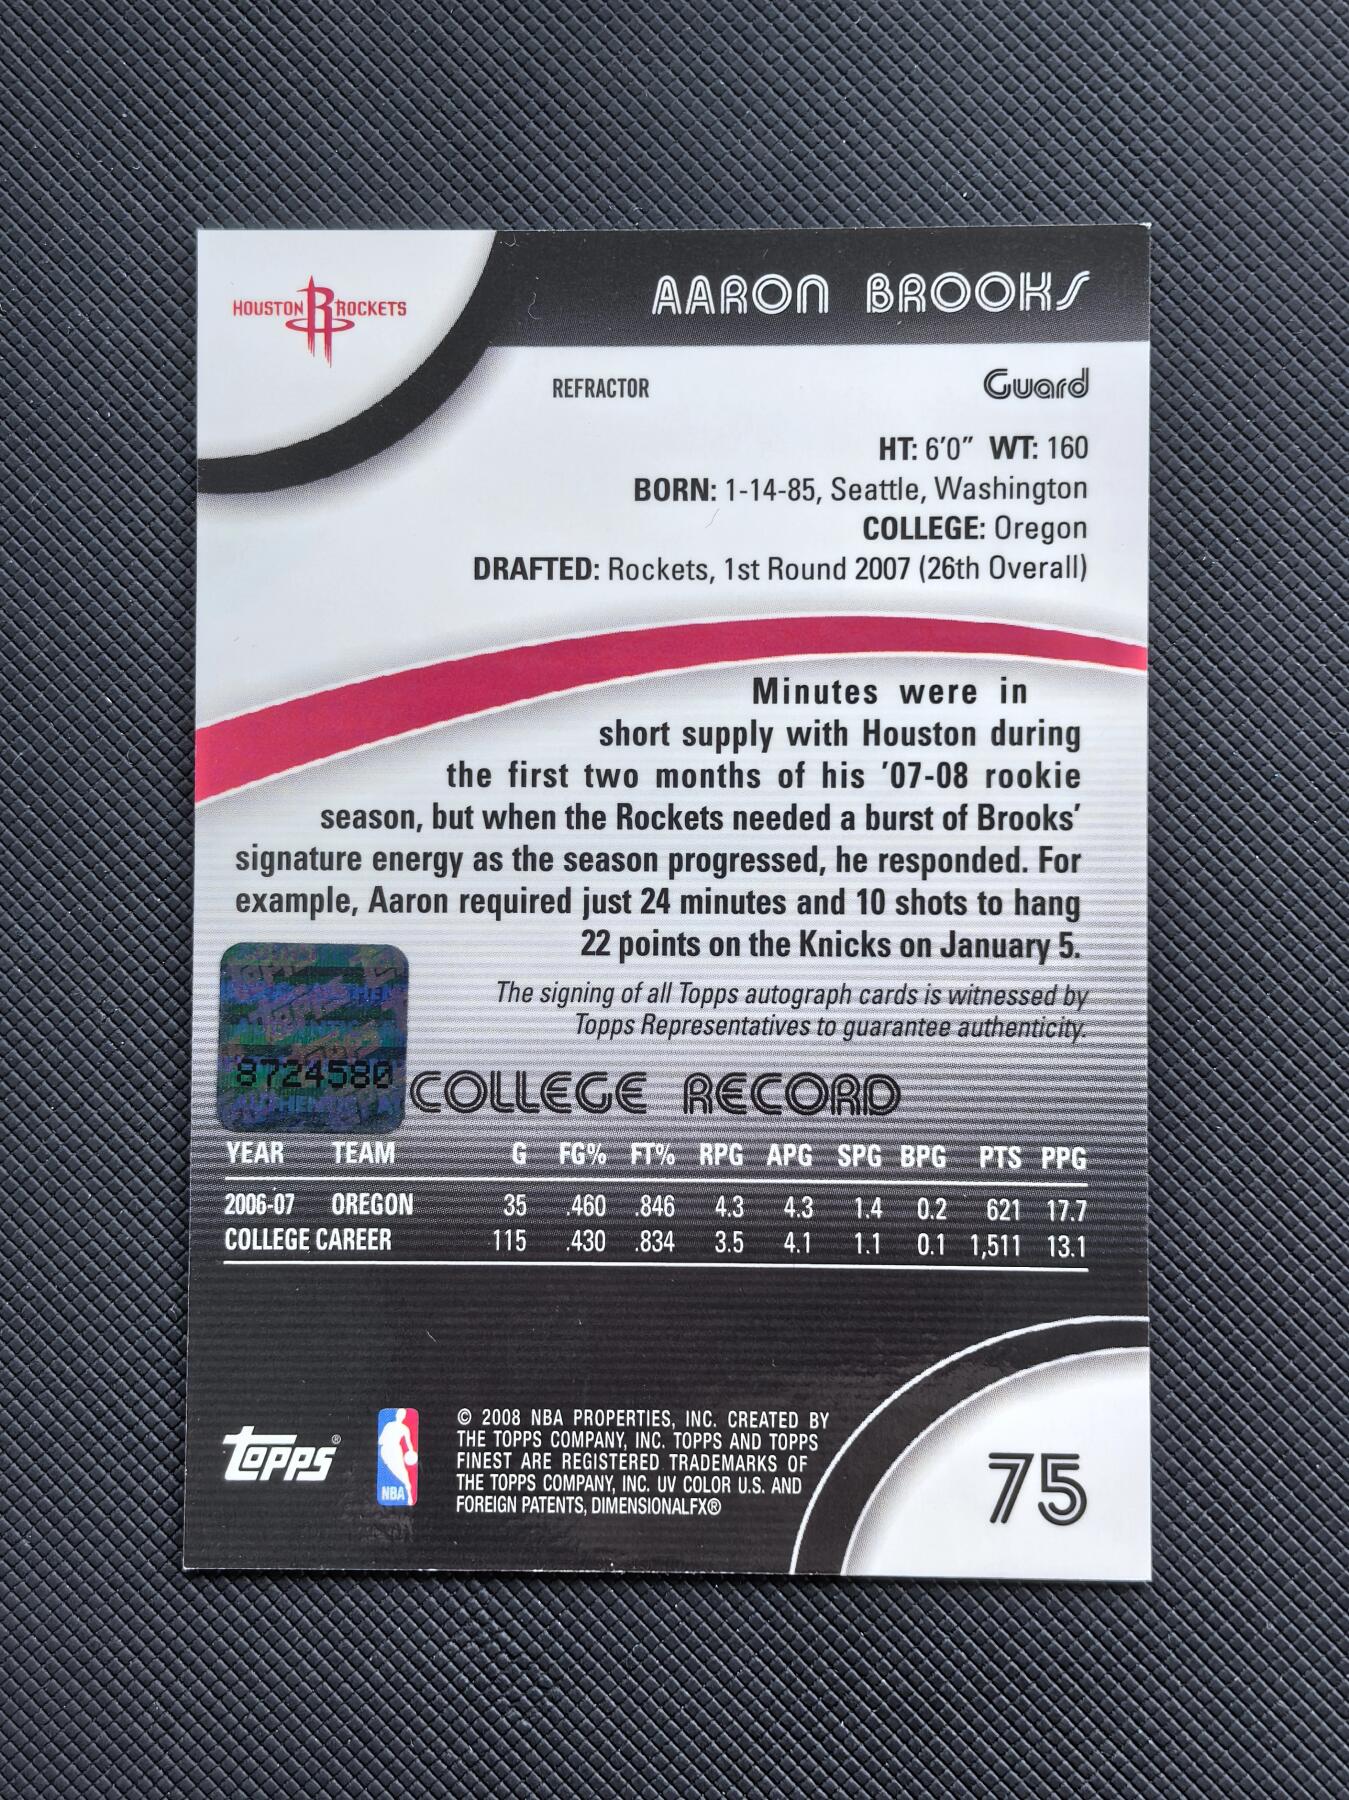 HOUSTON R ROCKETS
AARON BROOKS
REFRACTOR
Guard
HT: 6'0" WT: 160
BORN: 1-14-85, Seattle, Washington
COLLEGE: Oregon
DRAFTED: Rockets, 1st Round 2007 (26th Overall)
Minutes were in
short supply with Houston during
the first two months of his '07-08 rookie
season, but when the Rockets needed a burst of Brooks'
signature energy as the season progressed, he responded. For
example, Aaron required just 24 minutes and 10 shots to hang
22 points on the Knicks on January 5.
The signing of all Topps autograph cards is witnessed by
Topps Representatives to guarantee authenticity.
8724580
COLLEGE RECORD
YEAR TEAM G FG% FT% RPG APG SPG BPG PTS PPG
2006-07 OREGON 35 .460 .846 4.3 4.3 1.4 0.2 621 17.7
COLLEGE CAREER 115 .430 .834 3.5 4.1 1.1 0.1 1,511 13.1
topps®
NBA
© 2008 NBA PROPERTIES, INC. CREATED BY
THE TOPPS COMPANY, INC. TOPPS AND TOPPS
FINEST ARE REGISTERED TRADEMARKS OF
THE TOPPS COMPANY, INC. UV COLOR U.S. AND
FOREIGN PATENTS, DIMENSIONALFX®
75